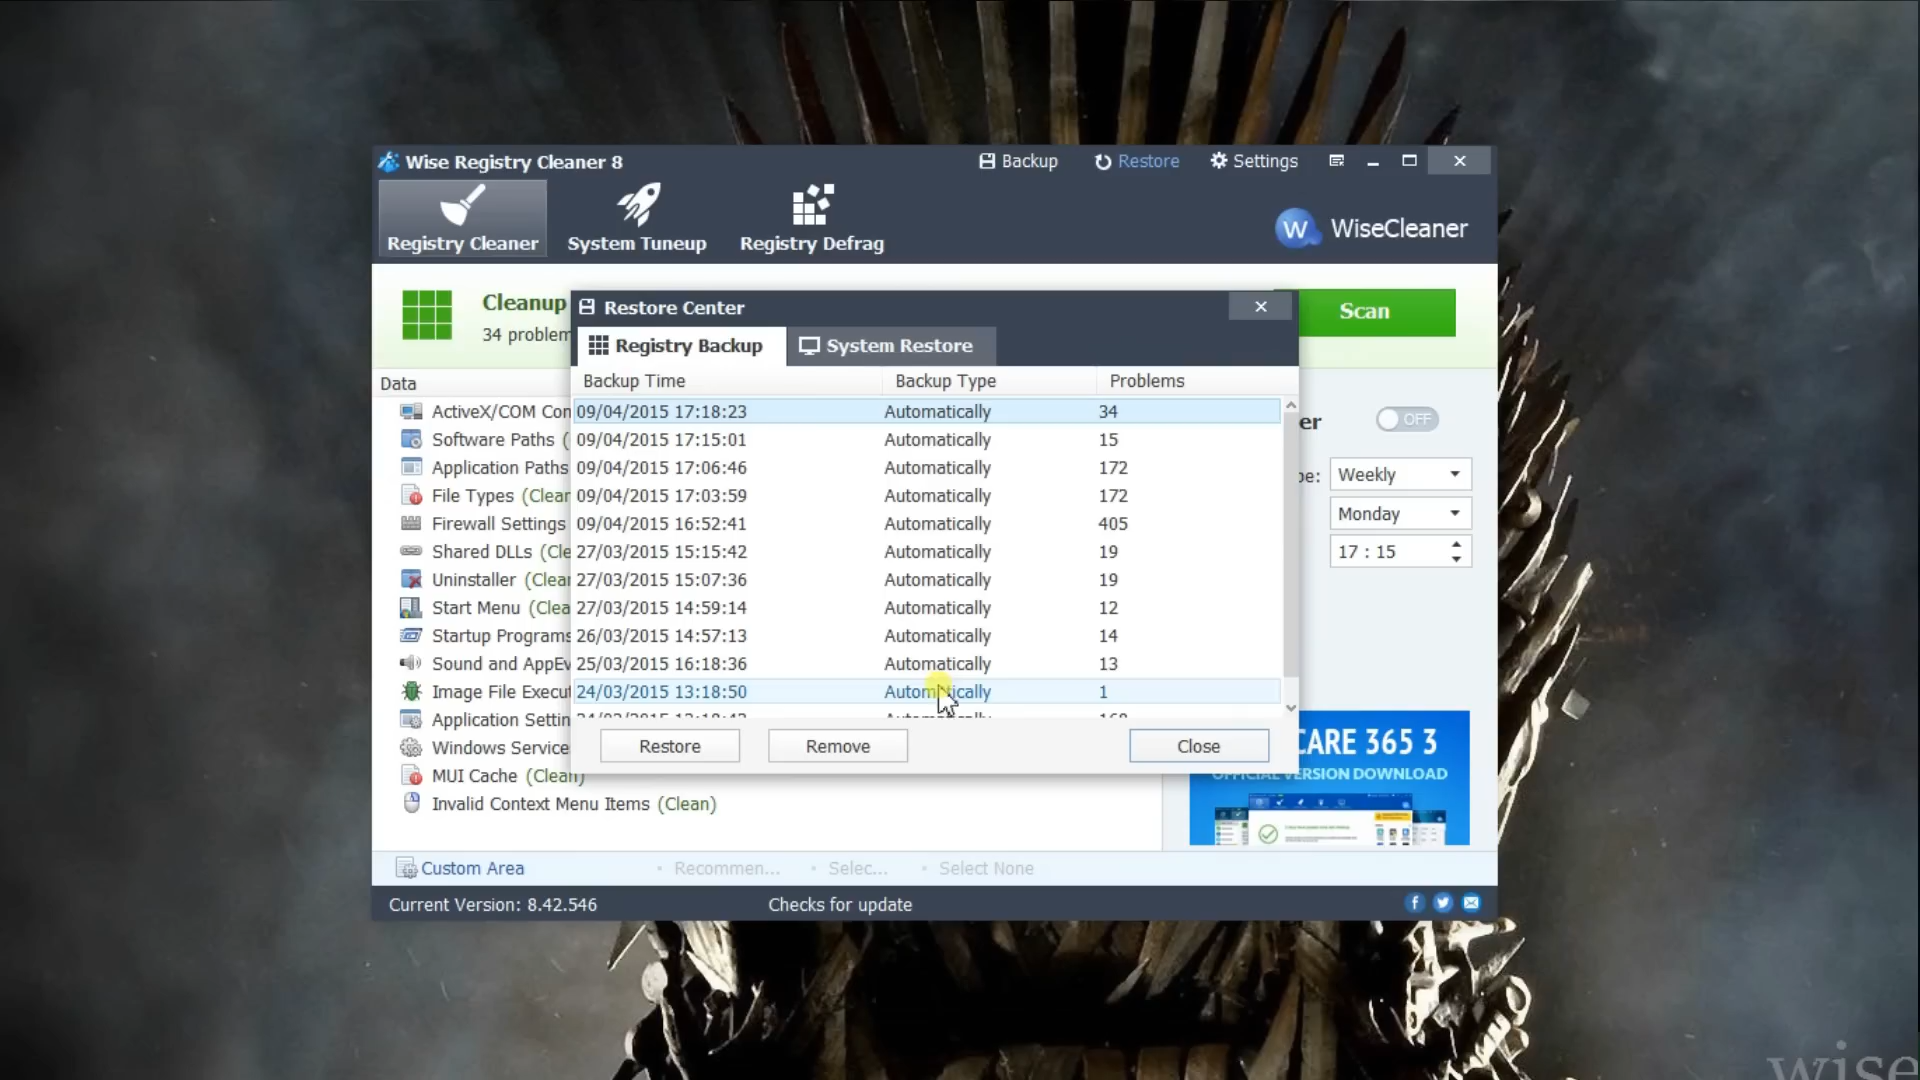 Wise Registry Cleaner 8
Backup
Restore
Settings
Registry Cleaner
System Tuneup
Registry Defrag
W
WiseCleaner
Cleanup
34 problem
Scan
Restore Center
Registry Backup
System Restore
Backup Time Backup Type Problems
09/04/2015 17:18:23 Automatically 34
09/04/2015 17:15:01 Automatically 15
09/04/2015 17:06:46 Automatically 172
09/04/2015 17:03:59 Automatically 172
09/04/2015 16:52:41 Automatically 405
27/03/2015 15:15:42 Automatically 19
27/03/2015 15:07:36 Automatically 19
27/03/2015 14:59:14 Automatically 12
26/03/2015 14:57:13 Automatically 14
25/03/2015 16:18:36 Automatically 13
24/03/2015 13:18:50 Automatically 1
Restore
Remove
Close
Data
ActiveX/COM Con
Software Paths (
Application Paths
File Types (Clean
Firewall Settings
Shared DLLs (Cle
Uninstaller (Clean
Start Menu (Clea
Startup Programs
Sound and AppEv
Image File Execut
Application Settin
Windows Service
MUI Cache (Clean)
Invalid Context Menu Items (Clean)
er
OFF
pe:
Weekly
Monday
17 : 15
CARE 365 3
OFFICIAL VERSION DOWNLOAD
Custom Area
Recommen...
Selec...
Select None
Current Version: 8.42.546
Checks for update
wise